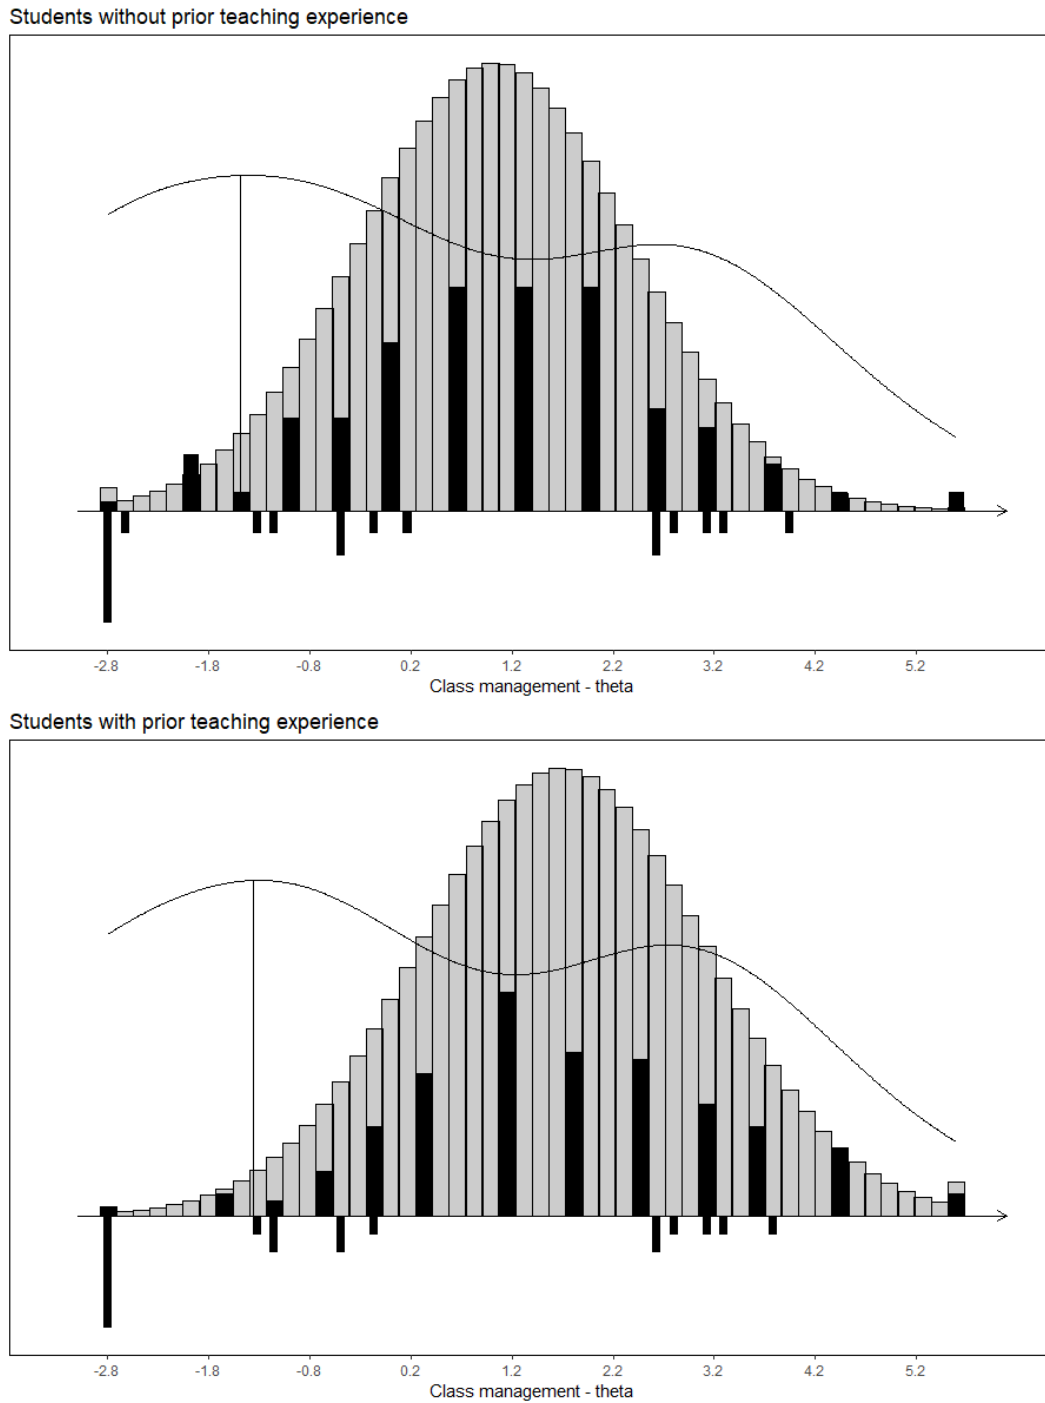 Students without prior teaching experience
-2.8 -1.8 -0.8 0.2 1.2 2.2 3.2 4.2 5.2
Class management - theta
Students with prior teaching experience
-2.8 -1.8 -0.8 0.2 1.2 2.2 3.2 4.2 5.2
Class management - theta